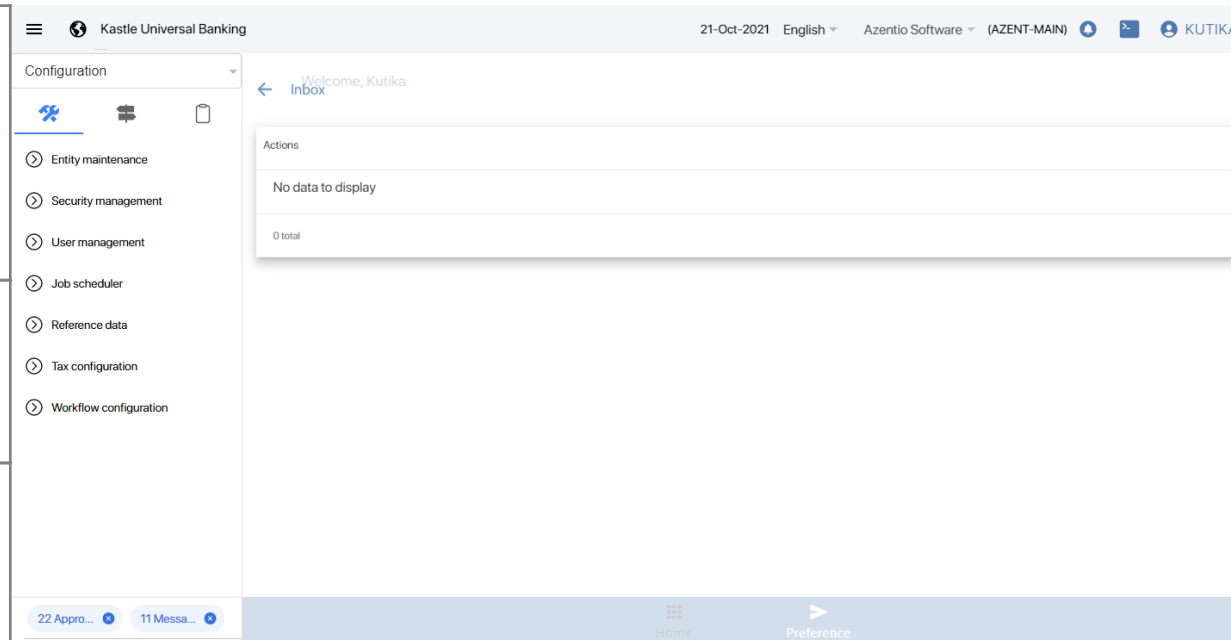 Kastle Universal Banking 21-Oct-2021 English Azentio Software (AZENT-MAIN) KUTIKA
Configuration
Welcome, Kutika
Inbox
Actions
Entity maintenance
No data to display
Security management
0 total
User management
Job scheduler
Reference data
Tax configuration
Workflow configuration
22 Appro... 11 Messa...
Home Preference